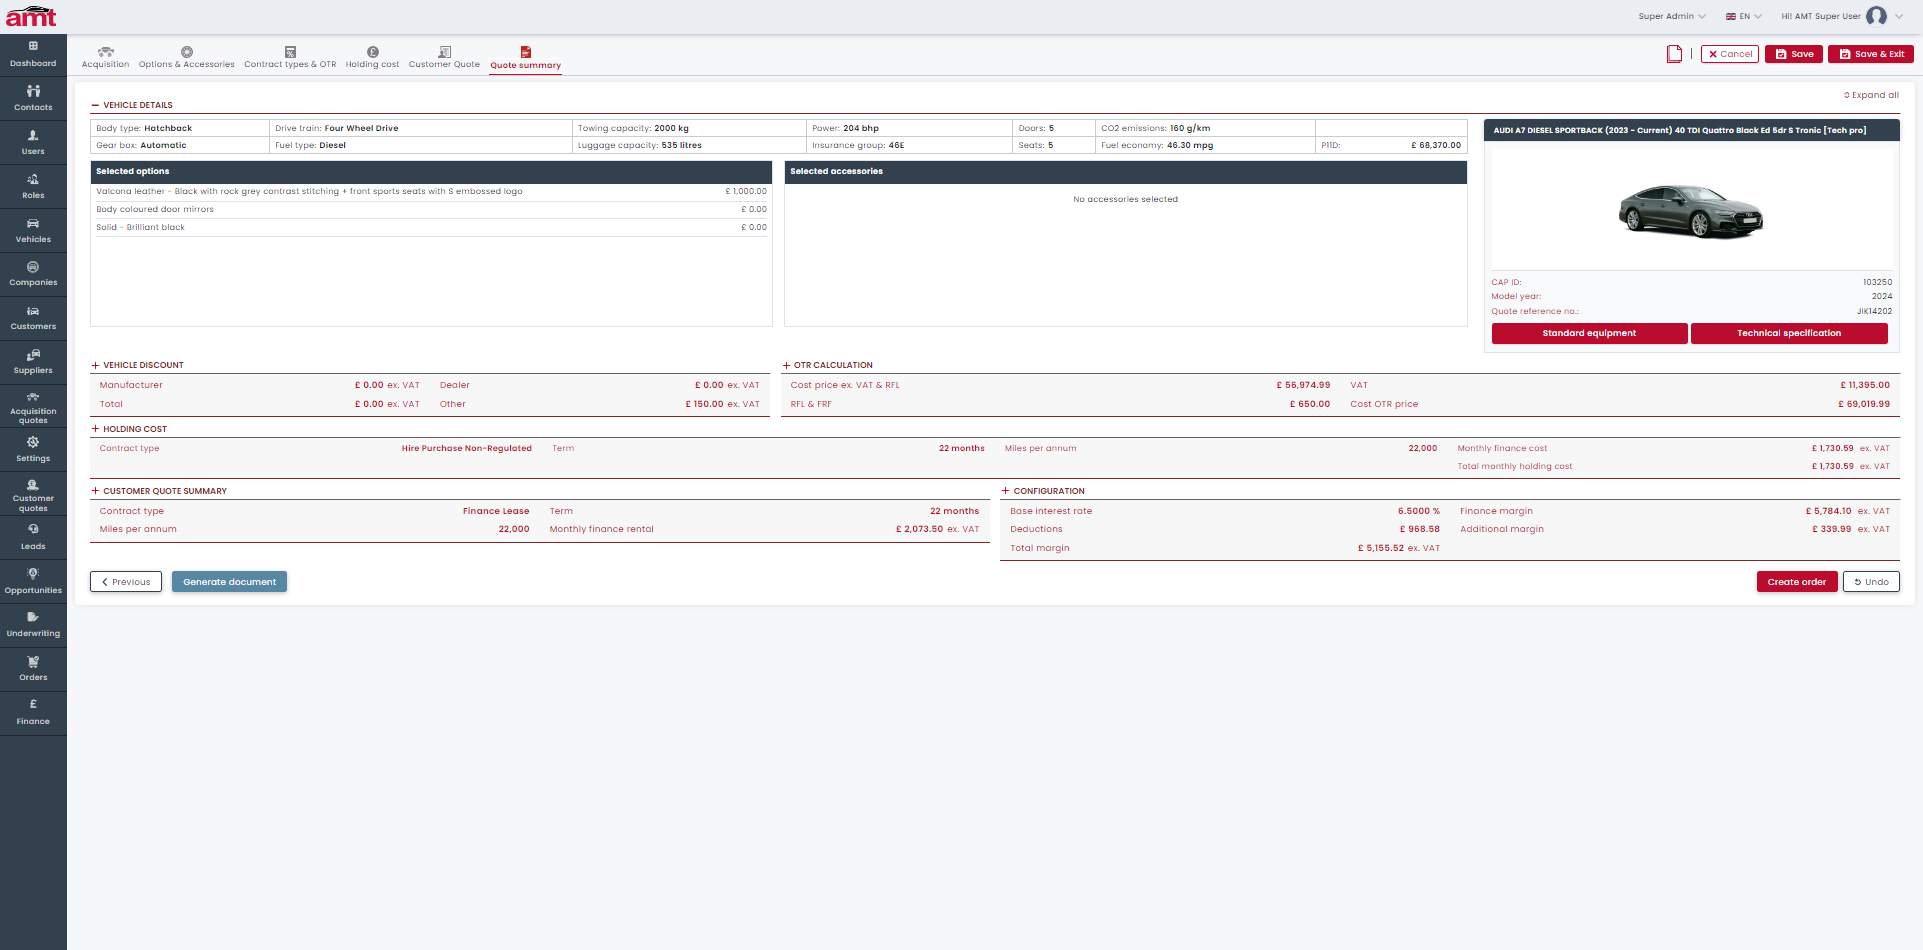 amt
Super Admin
EN
Hi! AMT Super User
Dashboard
Contacts
Users
Roles
Vehicles
Companies
Customers
Suppliers
Acquisition quotes
Settings
Customer quotes
Leads
Opportunities
Underwriting
Orders
Finance
Acquisition
Options & Accessories
Contract types & OTR
Holding cost
Customer Quote
Quote summary
Cancel
Save
Save & Exit
Expand all
VEHICLE DETAILS
Body type: Hatchback
Drive train: Four Wheel Drive
Towing capacity: 2000 kg
Power: 204 bhp
Doors: 5
CO2 emissions: 160 g/km
Gear box: Automatic
Fuel type: Diesel
Luggage capacity: 535 litres
Insurance group: 46E
Seats: 5
Fuel economy: 46.30 mpg
P11D: £ 68,370.00
Selected options
Valcona leather - Black with rock grey contrast stitching + front sports seats with S embossed logo £ 1,000.00
Body coloured door mirrors £ 0.00
Solid - Brilliant black £ 0.00
Selected accessories
No accessories selected
AUDI A7 DIESEL SPORTBACK (2023 - Current) 40 TDI Quattro Black Ed 5dr S Tronic [Tech pro]
CAP ID: 103250
Model year: 2024
Quote reference no.: JIK14202
Standard equipment
Technical specification
VEHICLE DISCOUNT
Manufacturer £ 0.00 ex. VAT Dealer £ 0.00 ex. VAT
Total £ 0.00 ex. VAT Other £ 150.00 ex. VAT
OTR CALCULATION
Cost price ex. VAT & RFL £ 56,974.99 VAT £ 11,395.00
RFL & FRF £ 650.00 Cost OTR price £ 69,019.99
HOLDING COST
Contract type Hire Purchase Non-Regulated Term 22 months Miles per annum 22,000 Monthly finance cost £ 1,730.59 ex. VAT
Total monthly holding cost £ 1,730.59 ex. VAT
CUSTOMER QUOTE SUMMARY
Contract type Finance Lease Term 22 months
Miles per annum 22,000 Monthly finance rental £ 2,073.50 ex. VAT
CONFIGURATION
Base interest rate 6.5000 % Finance margin £ 5,784.10 ex. VAT
Deductions £ 968.58 Additional margin £ 339.99 ex. VAT
Total margin £ 5,155.52 ex. VAT
Previous
Generate document
Create order
Undo